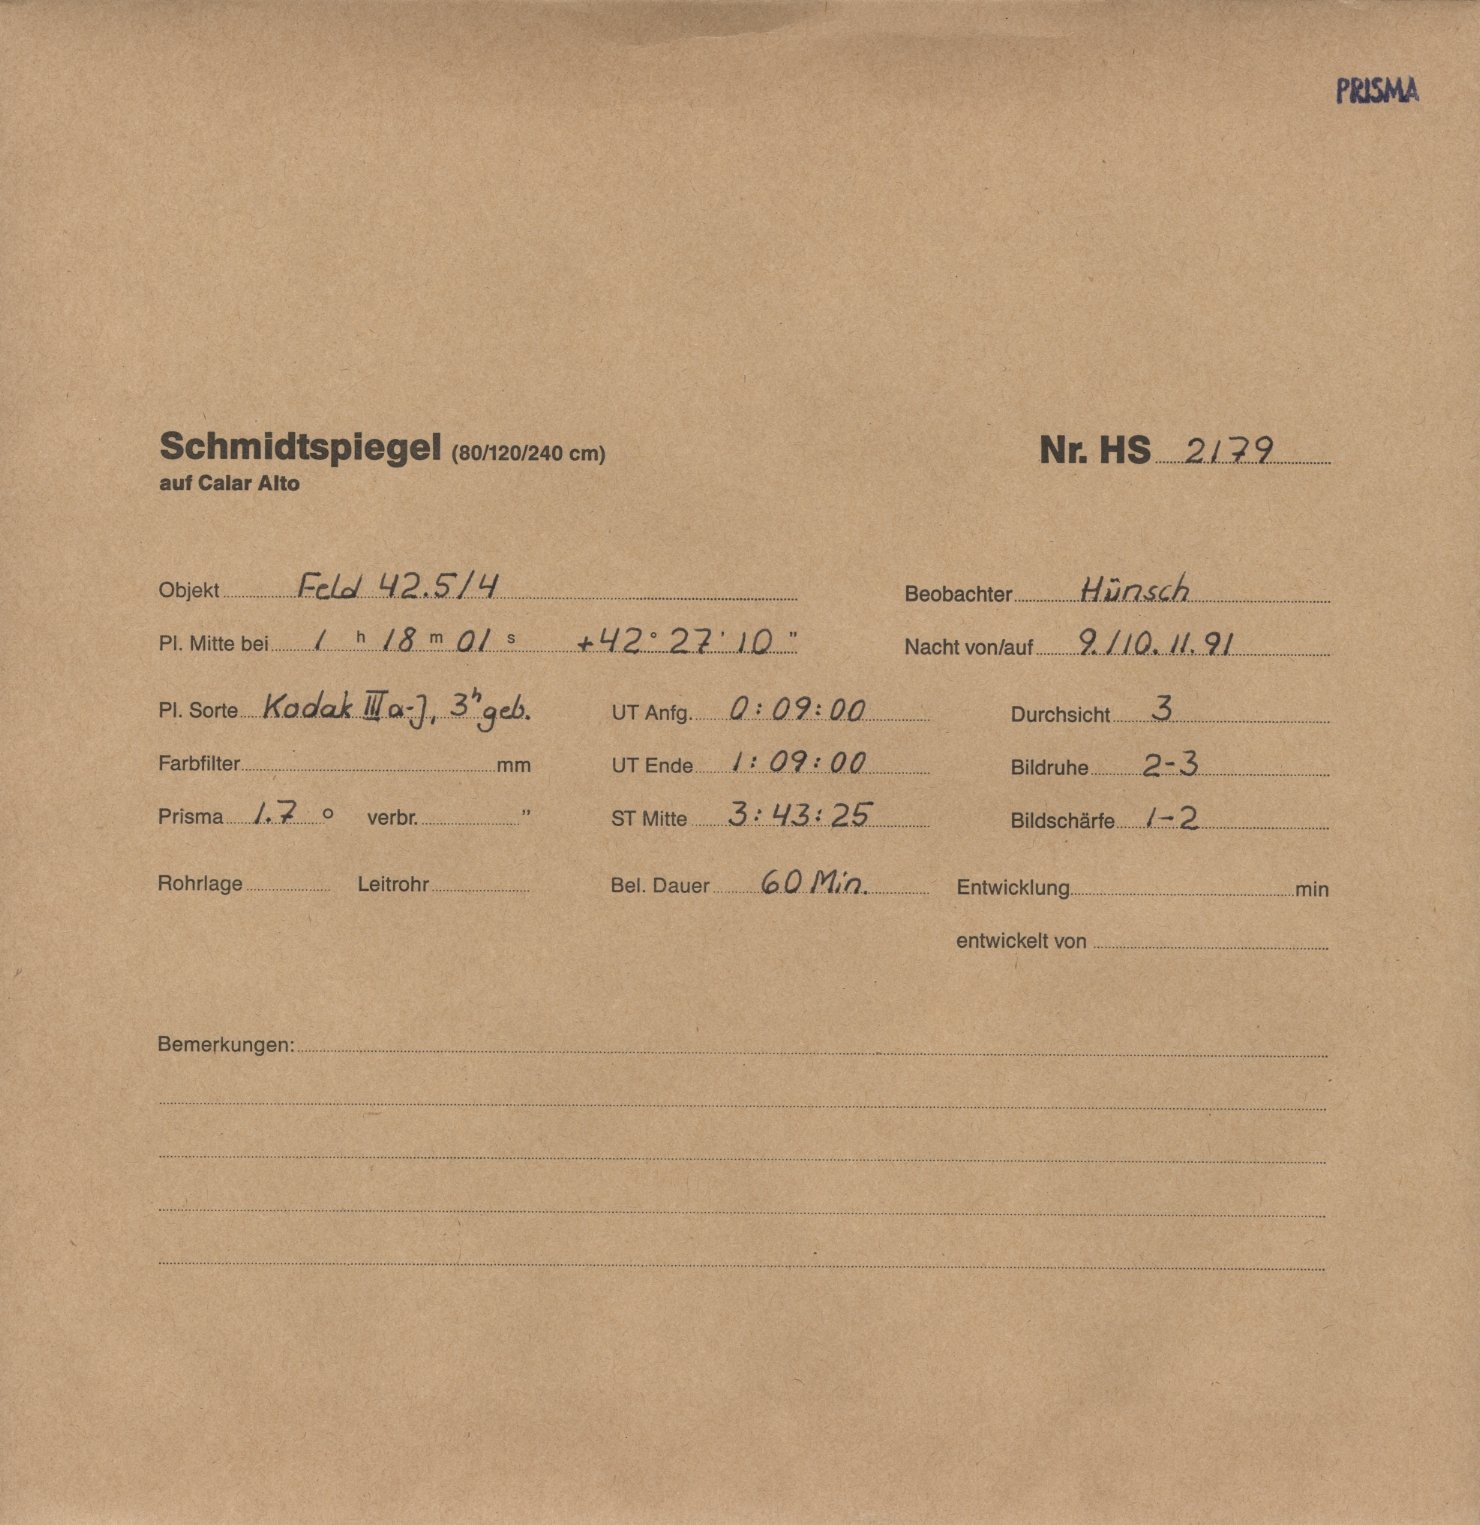 PRISMA
Schmidtspiegel (80/120/240 cm) Nr. HS 2179
auf Calar Alto
Objekt Feld 42.5/4 Beobachter Hünsch
Pl. Mitte bei 1 h 18 m 01 s +42° 27' 10 " Nacht von/auf 9./10. 11. 91
Pl. Sorte Kodak III a-J, 3h geb. UT Anfg. 0:09:00 Durchsicht 3
Farbfilter mm UT Ende 1:09:00 Bildruhe 2-3
Prisma 1.7 ° verbr. " ST Mitte 3:43:25 Bildschärfe 1-2
Rohrlage Leitrohr Bel. Dauer 60 Min. Entwicklung min
entwickelt von
Bemerkungen: